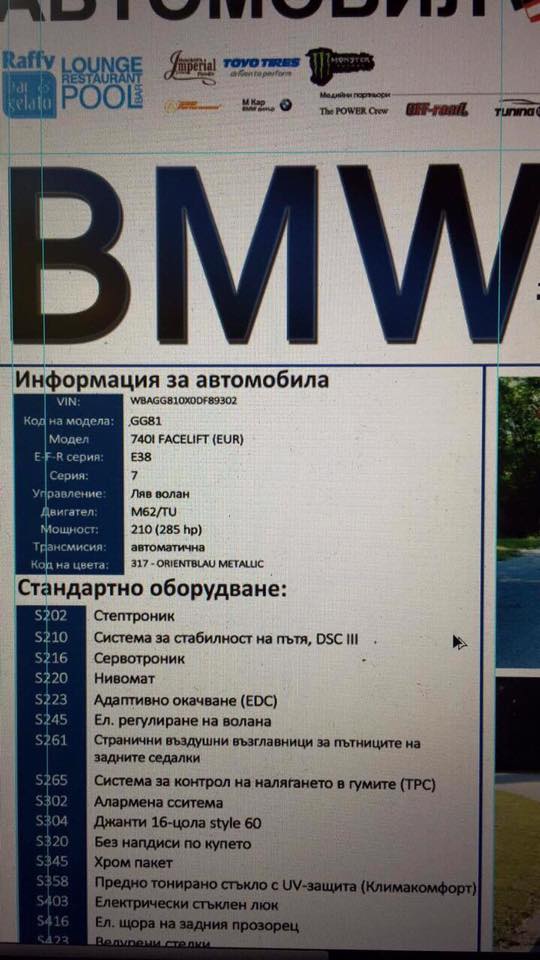 АВТОМОБИЛ
Raffy
bar & gelato
LOUNGE
RESTAURANT
POOL BAR
Imperial
TOYO TIRES
driven to perform
MONSTER
М Кар
BMW
Медийни партньори
The POWER Crew
OFF-road.
TUNING
BMW
Информация за автомобила
VIN: WBAGG810X0DF89302
Код на модела: GG81
Модел 740I FACELIFT (EUR)
E-F-R серия: E38
Серия: 7
Управление: Ляв волан
Двигател: M62/TU
Мощност: 210 (285 hp)
Трансмисия: автоматична
Код на цвета: 317 - ORIENTBLAU METALLIC
Стандартно оборудване:
S202 Стептроник
S210 Система за стабилност на пътя, DSC III
S216 Сервотроник
S220 Нивомат
S223 Адаптивно окачване (EDC)
S245 Ел. регулиране на волана
S261 Странични въздушни възглавници за пътниците на
задните седалки
S265 Система за контрол на налягането в гумите (TPC)
S302 Алармена сситема
S304 Джанти 16-цола style 60
S320 Без напдиси по купето
S345 Хром пакет
S358 Предно тонирано стъкло с UV-защита (Климакомфорт)
S403 Електрически стъклен люк
S416 Ел. щора на задния прозорец
S423 Велурени стелки